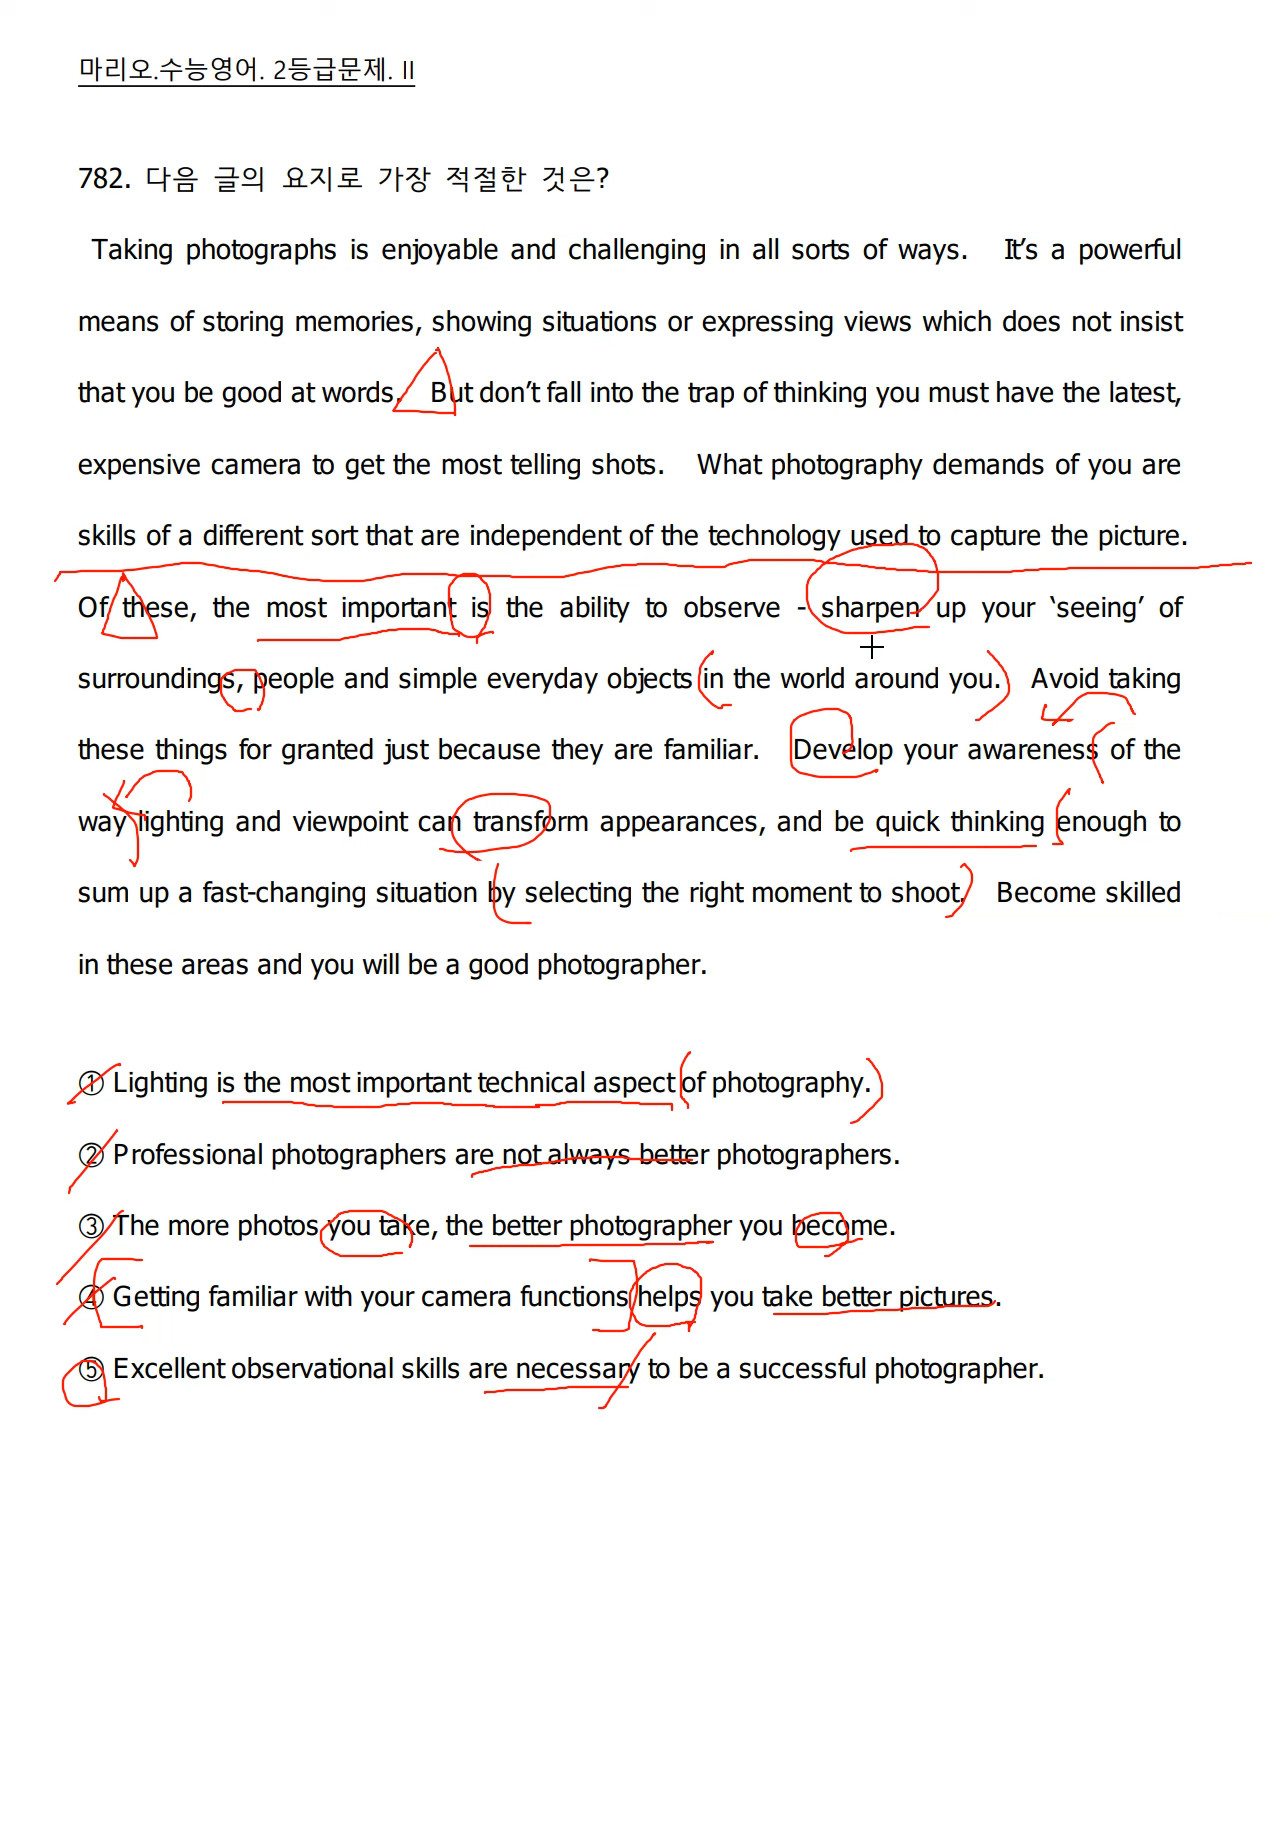 마리오.수능영어. 2등급문제. II
782. 다음 글의 요지로 가장 적절한 것은?
Taking photographs is enjoyable and challenging in all sorts of ways. It’s a powerful
means of storing memories, showing situations or expressing views which does not insist
that you be good at words. But don’t fall into the trap of thinking you must have the latest,
expensive camera to get the most telling shots. What photography demands of you are
skills of a different sort that are independent of the technology used to capture the picture.
Of these, the most important is the ability to observe - sharpen up your ‘seeing’ of
surroundings, people and simple everyday objects in the world around you. Avoid taking
these things for granted just because they are familiar. Develop your awareness of the
way lighting and viewpoint can transform appearances, and be quick thinking enough to
sum up a fast-changing situation by selecting the right moment to shoot. Become skilled
in these areas and you will be a good photographer.
① Lighting is the most important technical aspect of photography.
② Professional photographers are not always better photographers.
③ The more photos you take, the better photographer you become.
④ Getting familiar with your camera functions helps you take better pictures.
⑤ Excellent observational skills are necessary to be a successful photographer.